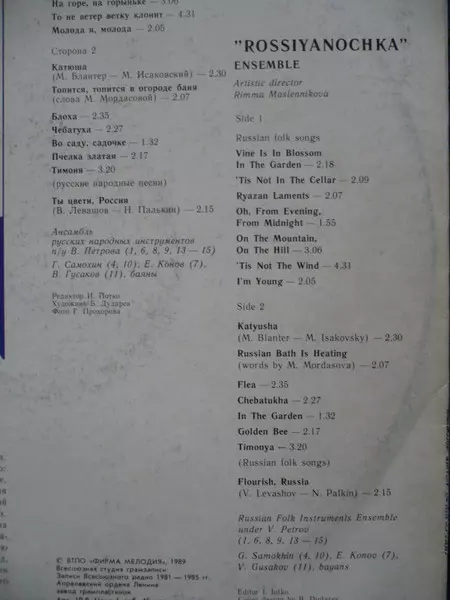 На горе, на горыньке — 3.06
То не ветер ветку клонит — 4.31
Молода я, молода — 2.05
Сторона 2
Катюша
(М. Блантер — М. Исаковский) — 2.30
Топится, топится в огороде баня
(слова М. Мордасовой) — 2.07
Блоха — 2.35
Чебатуха — 2.27
Во саду, садочке — 1.32
Пчелка златая — 2.17
Тимоня — 3.20
(русские народные песни)
Ты цвети, Россия
(В. Левашов — Н. Палькин) — 2.15
Ансамбль
русских народных инструментов
п/у В. Петрова (1, 6, 8, 9, 13 — 15)
Г. Самохин (4, 10), Е. Конов (7),
В. Гусаков (11), баяны
Редактор И. Йотко
Художник Б. Дударев
Фото Г. Прохорова
© ВТПО «ФИРМА МЕЛОДИЯ», 1989
Всесоюзная студия грамзаписи
Записи Всесоюзного радио 1981 — 1985 гг.
Апрелевский ордена Ленина
завод грампластинок
"ROSSIYANOCHKA"
ENSEMBLE
Artistic director
Rimma Maslennikova
Side 1
Russian folk songs
Vine Is in Blossom
In The Garden — 2.18
'Tis Not In The Cellar — 2.09
Ryazan Laments — 2.07
Oh, From Evening,
From Midnight — 1.55
On The Mountain,
On The Hill — 3.06
'Tis Not The Wind — 4.31
I'm Young — 2.05
Side 2
Katyusha
(M. Blanter — M. Isakovsky) — 2.30
Russian Bath Is Heating
(words by M. Mordasova) — 2.07
Flea — 2.35
Chebatukha — 2.27
In The Garden — 1.32
Golden Bee — 2.17
Timonya — 3.20
(Russian folk songs)
Flourish, Russia
(V. Levashov — N. Palkin) — 2.15
Russian Folk Instruments Ensemble
under V. Petrov
(1, 6, 8, 9, 13 — 15)
G. Samokhin (4, 10), E. Konov (7),
V. Gusakov (11), bayans
Editor I. Iotko